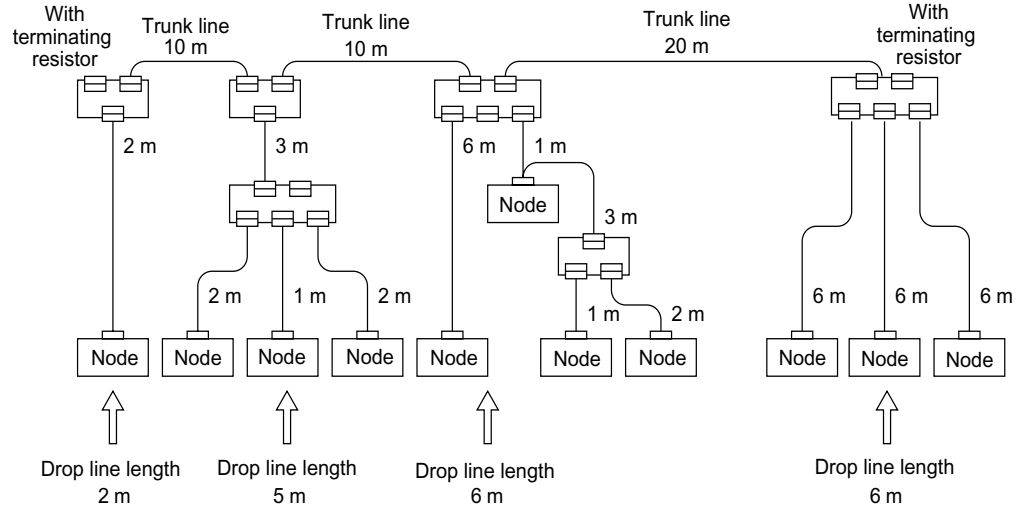 With
terminating
resistor
Trunk line
10 m
Trunk line
10 m
Trunk line
20 m
With
terminating
resistor
2 m
3 m
6 m
1 m
Node
3 m
2 m
1 m
2 m
1 m
2 m
6 m
6 m
6 m
Node
Node
Node
Node
Node
Node
Node
Node
Node
Node
Drop line length
2 m
Drop line length
5 m
Drop line length
6 m
Drop line length
6 m